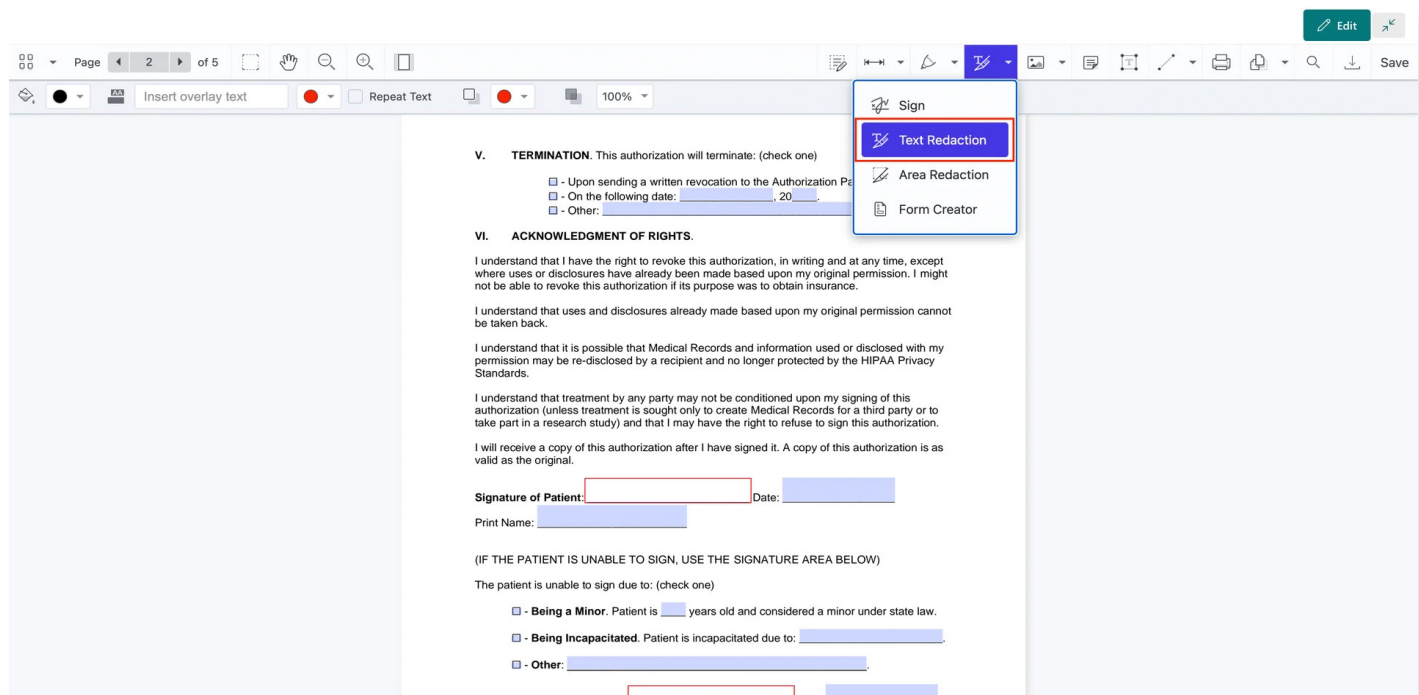 Edit
Page 2 of 5
Save
AA Insert overlay text Repeat Text 100%
Sign
Text Redaction
Area Redaction
Form Creator
V. TERMINATION. This authorization will terminate: (check one)
- Upon sending a written revocation to the Authorization
- On the following date: _______________, 20____.
- Other: ________________________________________
VI. ACKNOWLEDGMENT OF RIGHTS.
I understand that I have the right to revoke this authorization, in writing and at any time, except
where uses or disclosures have already been made based upon my original permission. I might
not be able to revoke this authorization if its purpose was to obtain insurance.
I understand that uses and disclosures already made based upon my original permission cannot
be taken back.
I understand that it is possible that Medical Records and information used or disclosed with my
permission may be re-disclosed by a recipient and no longer protected by the HIPAA Privacy
Standards.
I understand that treatment by any party may not be conditioned upon my signing of this
authorization (unless treatment is sought only to create Medical Records for a third party or to
take part in a research study) and that I may have the right to refuse to sign this authorization.
I will receive a copy of this authorization after I have signed it. A copy of this authorization is as
valid as the original.
Signature of Patient: ___________________________ Date: __________________
Print Name: ________________________
(IF THE PATIENT IS UNABLE TO SIGN, USE THE SIGNATURE AREA BELOW)
The patient is unable to sign due to: (check one)
- Being a Minor. Patient is ____ years old and considered a minor under state law.
- Being Incapacitated. Patient is incapacitated due to: _______________________.
- Other: ________________________________________________.